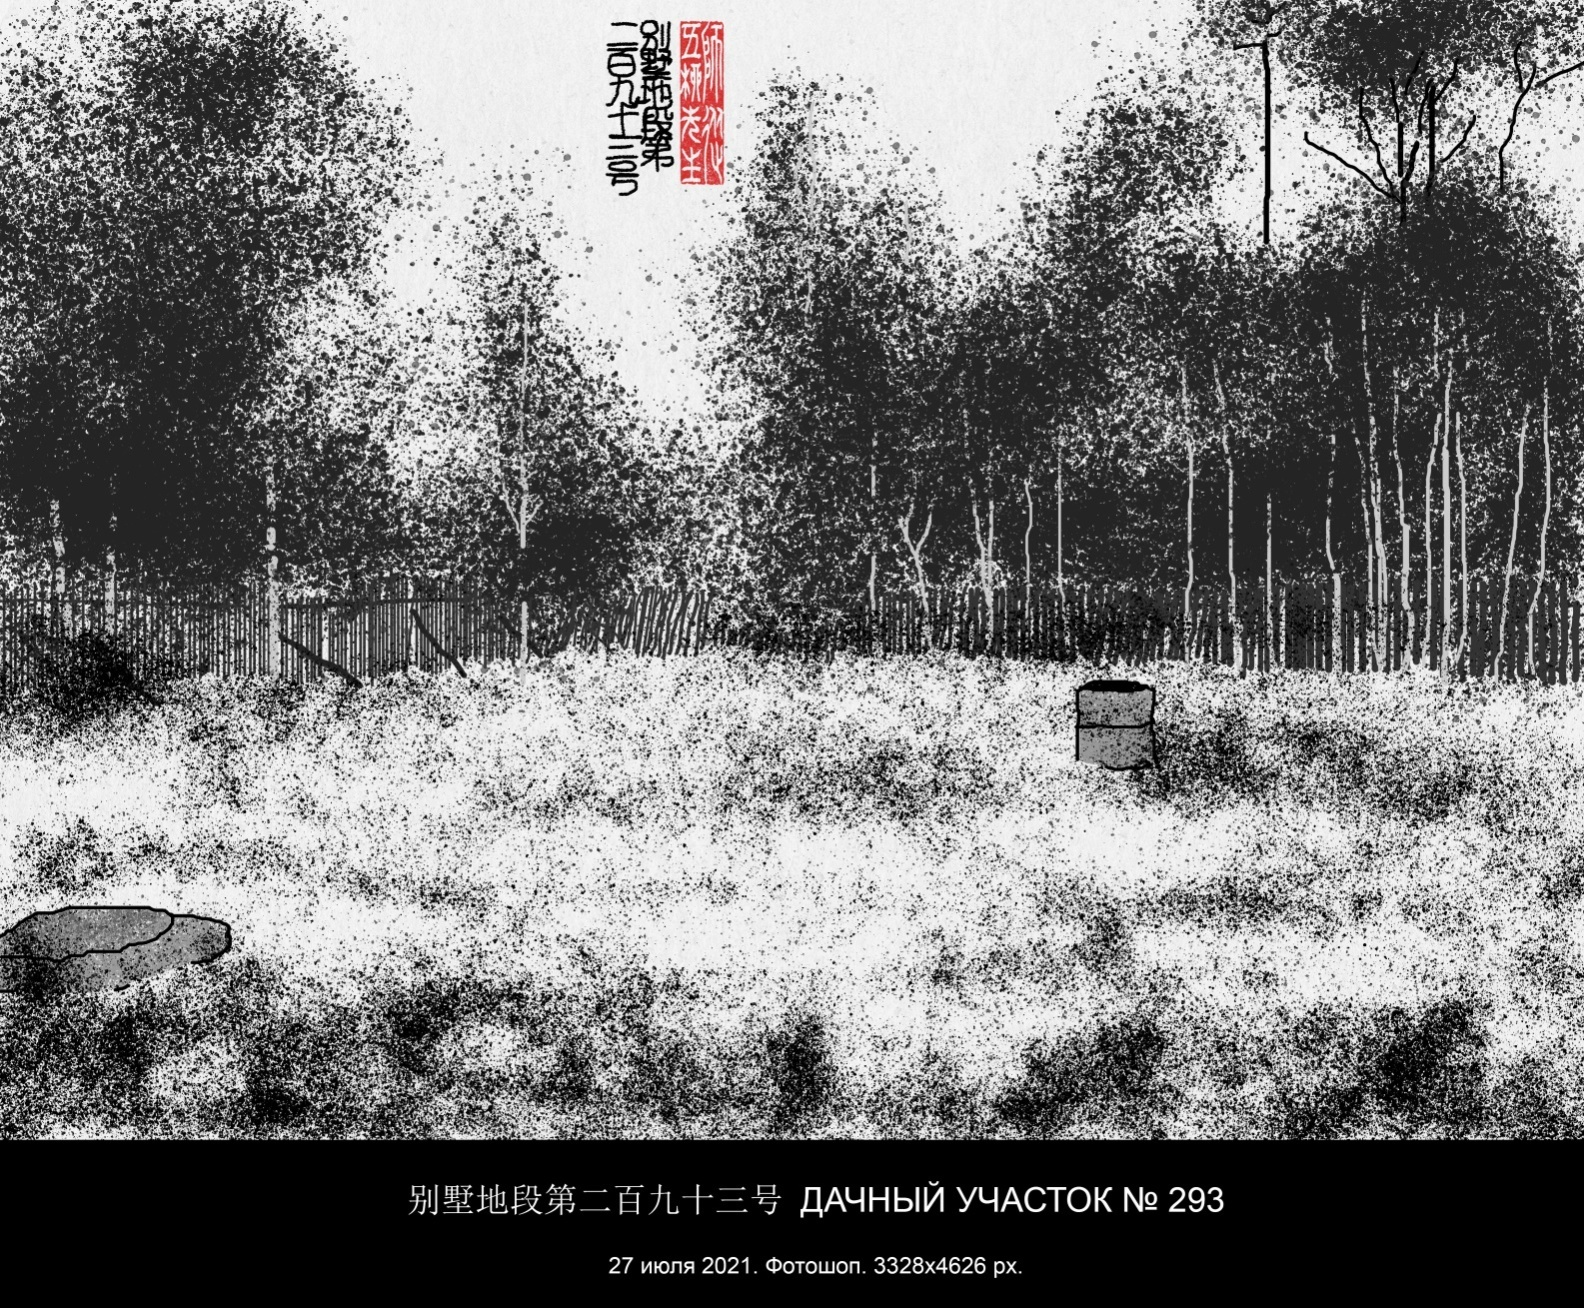 别墅地段第
二百九十三号
别墅地段第二百九十三号 ДАЧНЫЙ УЧАСТОК № 293
27 июля 2021. Фотошоп. 3328x4626 px.